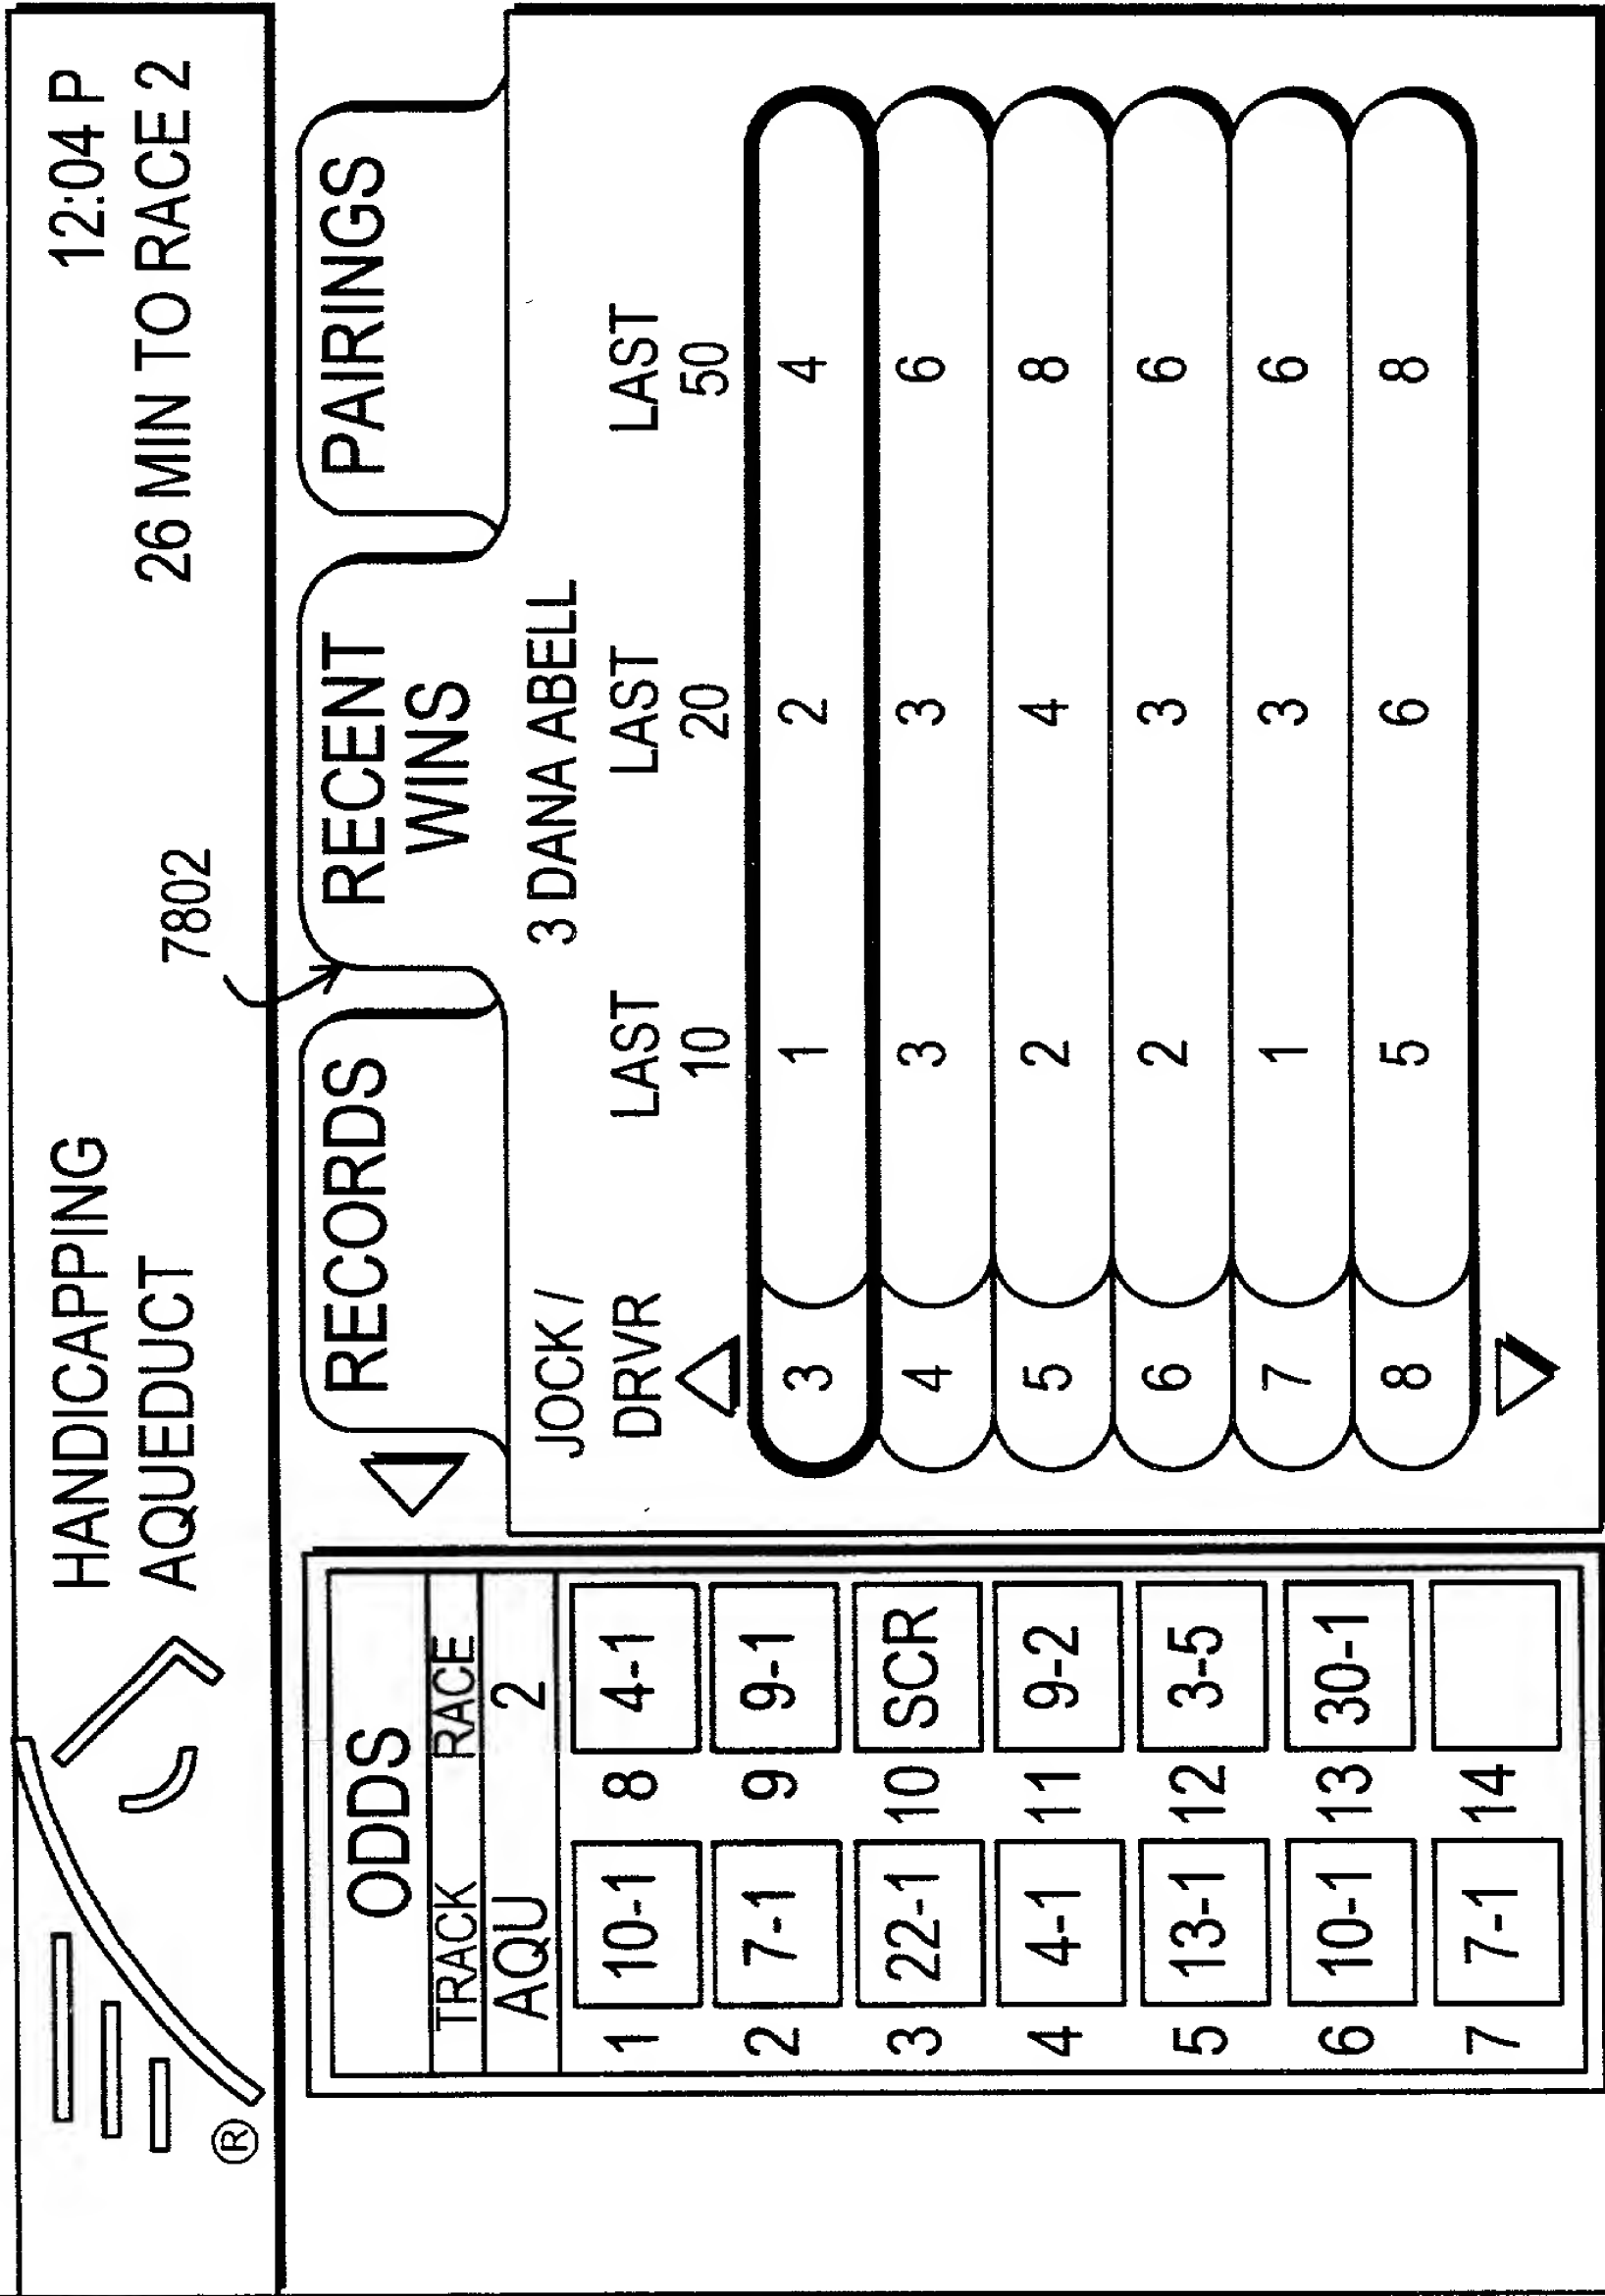 HANDICAPPING 12:04 P
AQUEDUCT 26 MIN TO RACE 2
®
7802
RECORDS
RECENT
WINS
PAIRINGS
ODDS
TRACK RACE
AQU 2
1 10-1 8 4-1
2 7-1 9 9-1
3 22-1 10 SCR
4 4-1 11 9-2
5 13-1 12 3-5
6 10-1 13 30-1
7 7-1 14
JOCK / 3 DANA ABELL
DRVR LAST LAST LAST
10 20 50
3 1 2 4
4 3 3 6
5 2 4 8
6 2 3 6
7 1 3 6
8 5 6 8